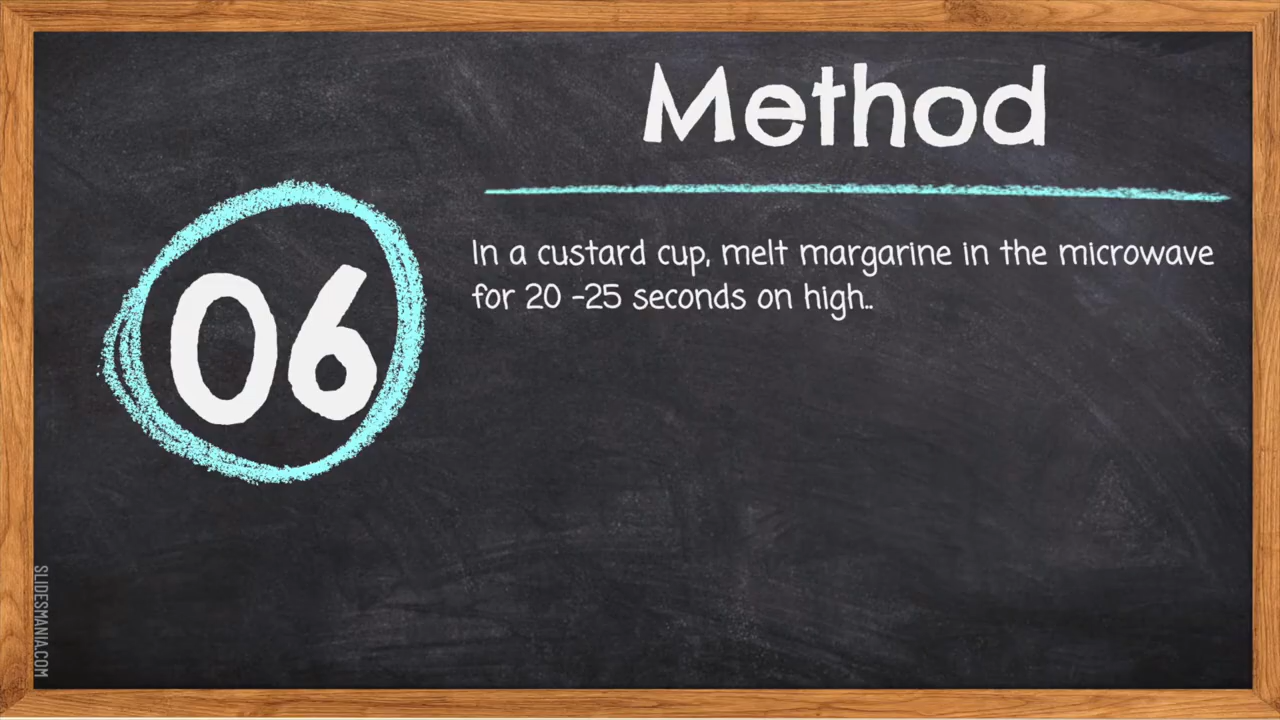 Method
06
In a custard cup, melt margarine in the microwave
for 20 -25 seconds on high..
SLIDESMANIA.COM